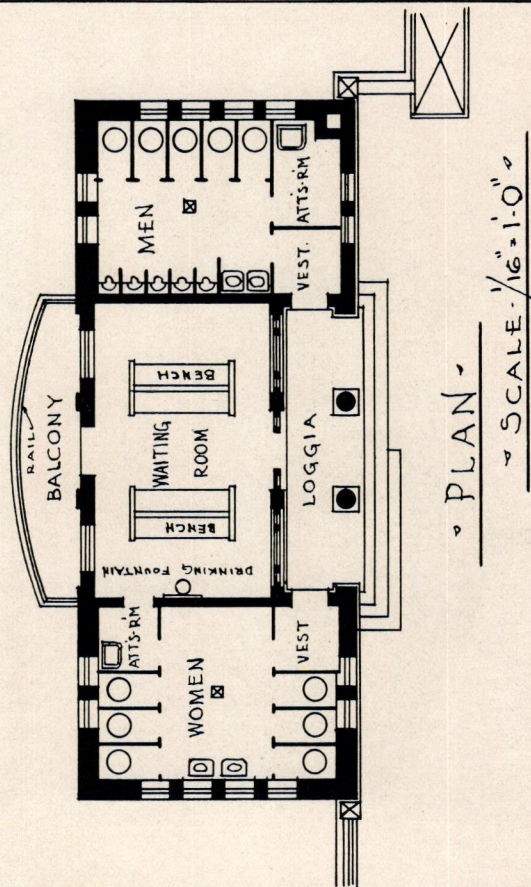 MEN
ATT'S-RM
VEST.
BENCH
WAITING
ROOM
BENCH
DRINKING FOUNTAIN
RAIL
BALCONY
LOGGIA
ATT'S-RM
WOMEN
VEST
PLAN
SCALE - 1/16" = 1'-0"